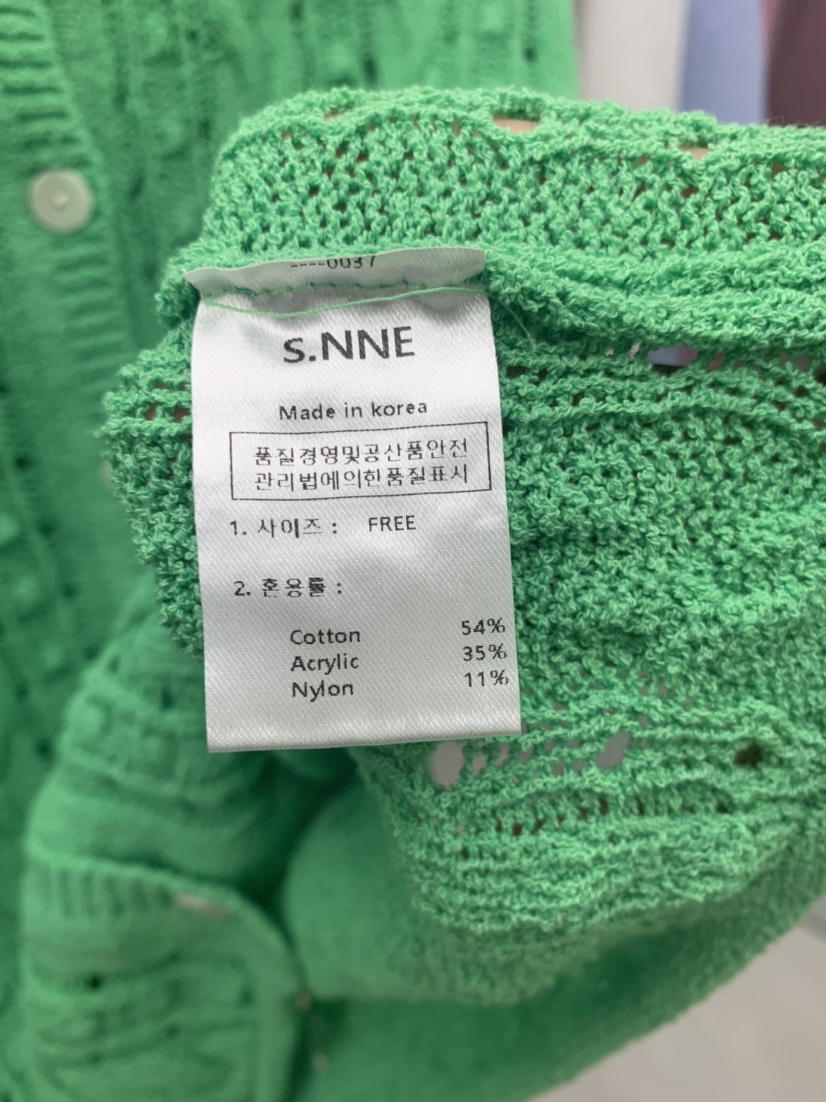 ----0037
S.NNE
Made in korea
품질경영및공산품안전
관리법에의한품질표시
1. 사이즈 : FREE
2. 혼용률 :
Cotton 54%
Acrylic 35%
Nylon 11%